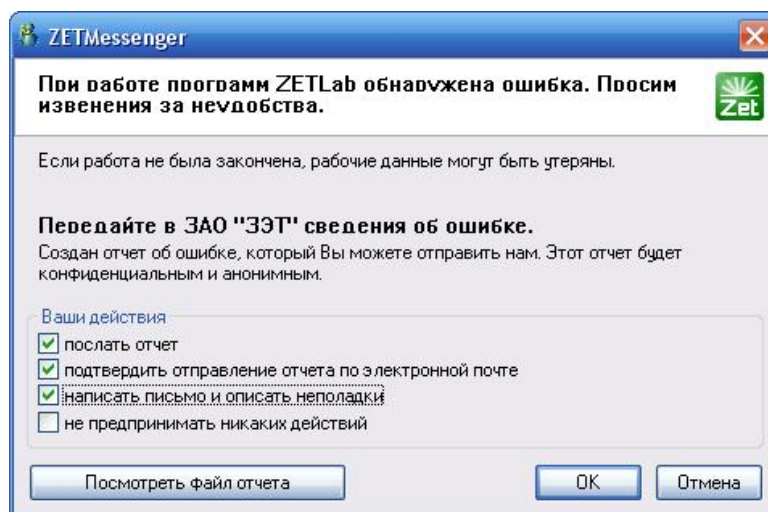 ZETMessenger
При работе программ ZETLab обнаружена ошибка. Просим
извенения за неудобства.
Zet
Если работа не была закончена, рабочие данные могут быть утеряны.
Передайте в ЗАО "ЗЭТ" сведения об ошибке.
Создан отчет об ошибке, который Вы можете отправить нам. Этот отчет будет
конфиденциальным и анонимным.
Ваши действия
послать отчет
подтвердить отправление отчета по электронной почте
написать письмо и описать неполадки
не предпринимать никаких действий
Посмотреть файл отчета OK Отмена